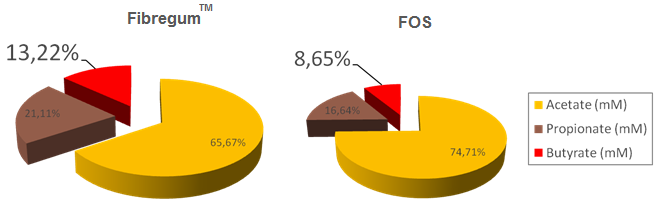 Fibregum™
13,22%
21,11%
65,67%
FOS
8,65%
16,64%
74,71%
Acetate (mM)
Propionate (mM)
Butyrate (mM)